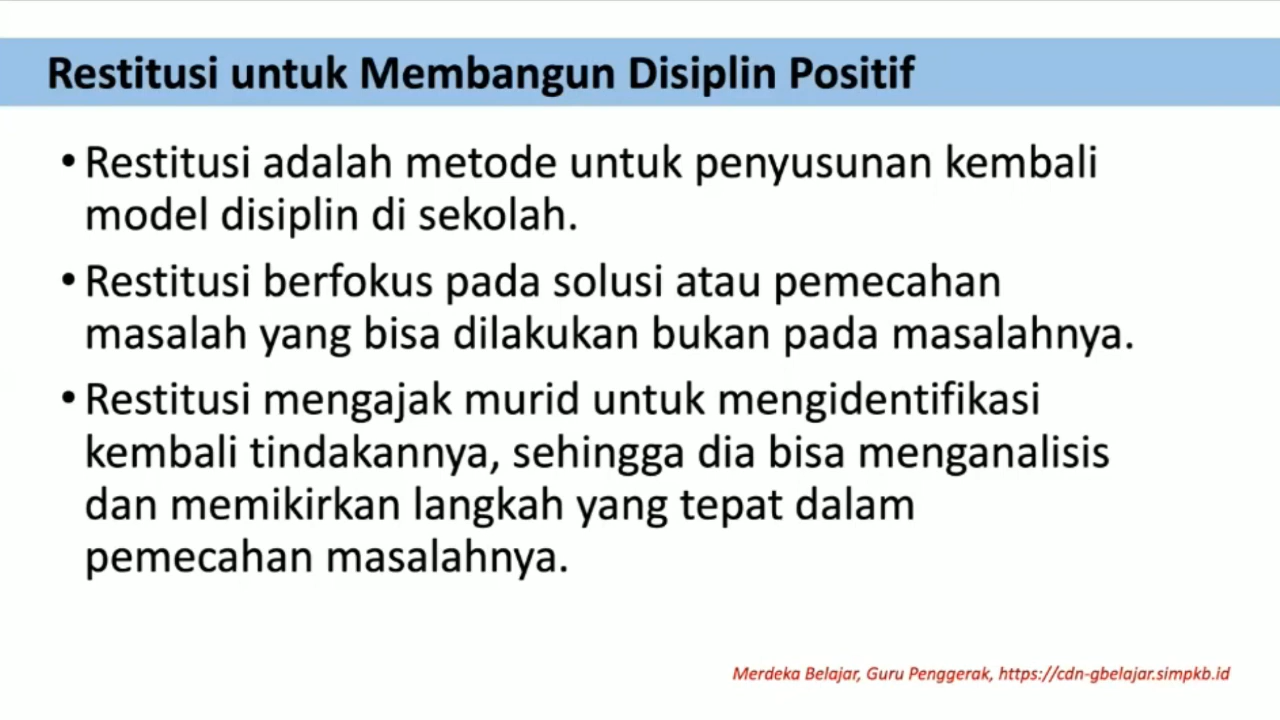 Restitusi untuk Membangun Disiplin Positif
• Restitusi adalah metode untuk penyusunan kembali
model disiplin di sekolah.
• Restitusi berfokus pada solusi atau pemecahan
masalah yang bisa dilakukan bukan pada masalahnya.
• Restitusi mengajak murid untuk mengidentifikasi
kembali tindakannya, sehingga dia bisa menganalisis
dan memikirkan langkah yang tepat dalam
pemecahan masalahnya.
Merdeka Belajar, Guru Penggerak, https://cdn-gbelajar.simpkb.id